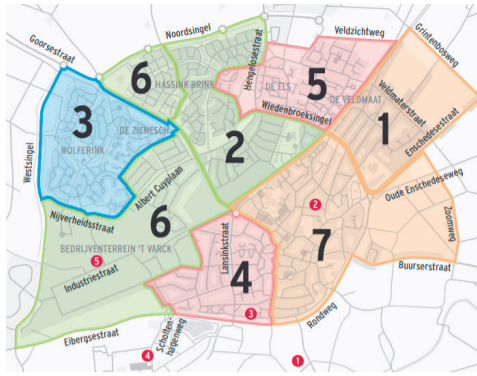 Noordsingel
Veldzichtweg
Grintenbosweg
Goorsestraat
6
HASSINK BRINK
Hengelosestraat
DE ELS
5
DE VELDMAAT
Veldmaterstraat
Enschedesestraat
1
3
DE ZIENESCH
WOLFERINK
Wiedenbroeksingel
2
Westsingel
Albert Cuyplaan
Oude Enschedeseweg
2
Nijverheidsstraat
6
Zoomweg
BEDRIJVENTERREIN 'T VARCK
Lansinkstraat
7
5
4
Buurserstraat
Industriestraat
3
Rondweg
Eibergsestraat
Scholten-
hagenweg
4
1